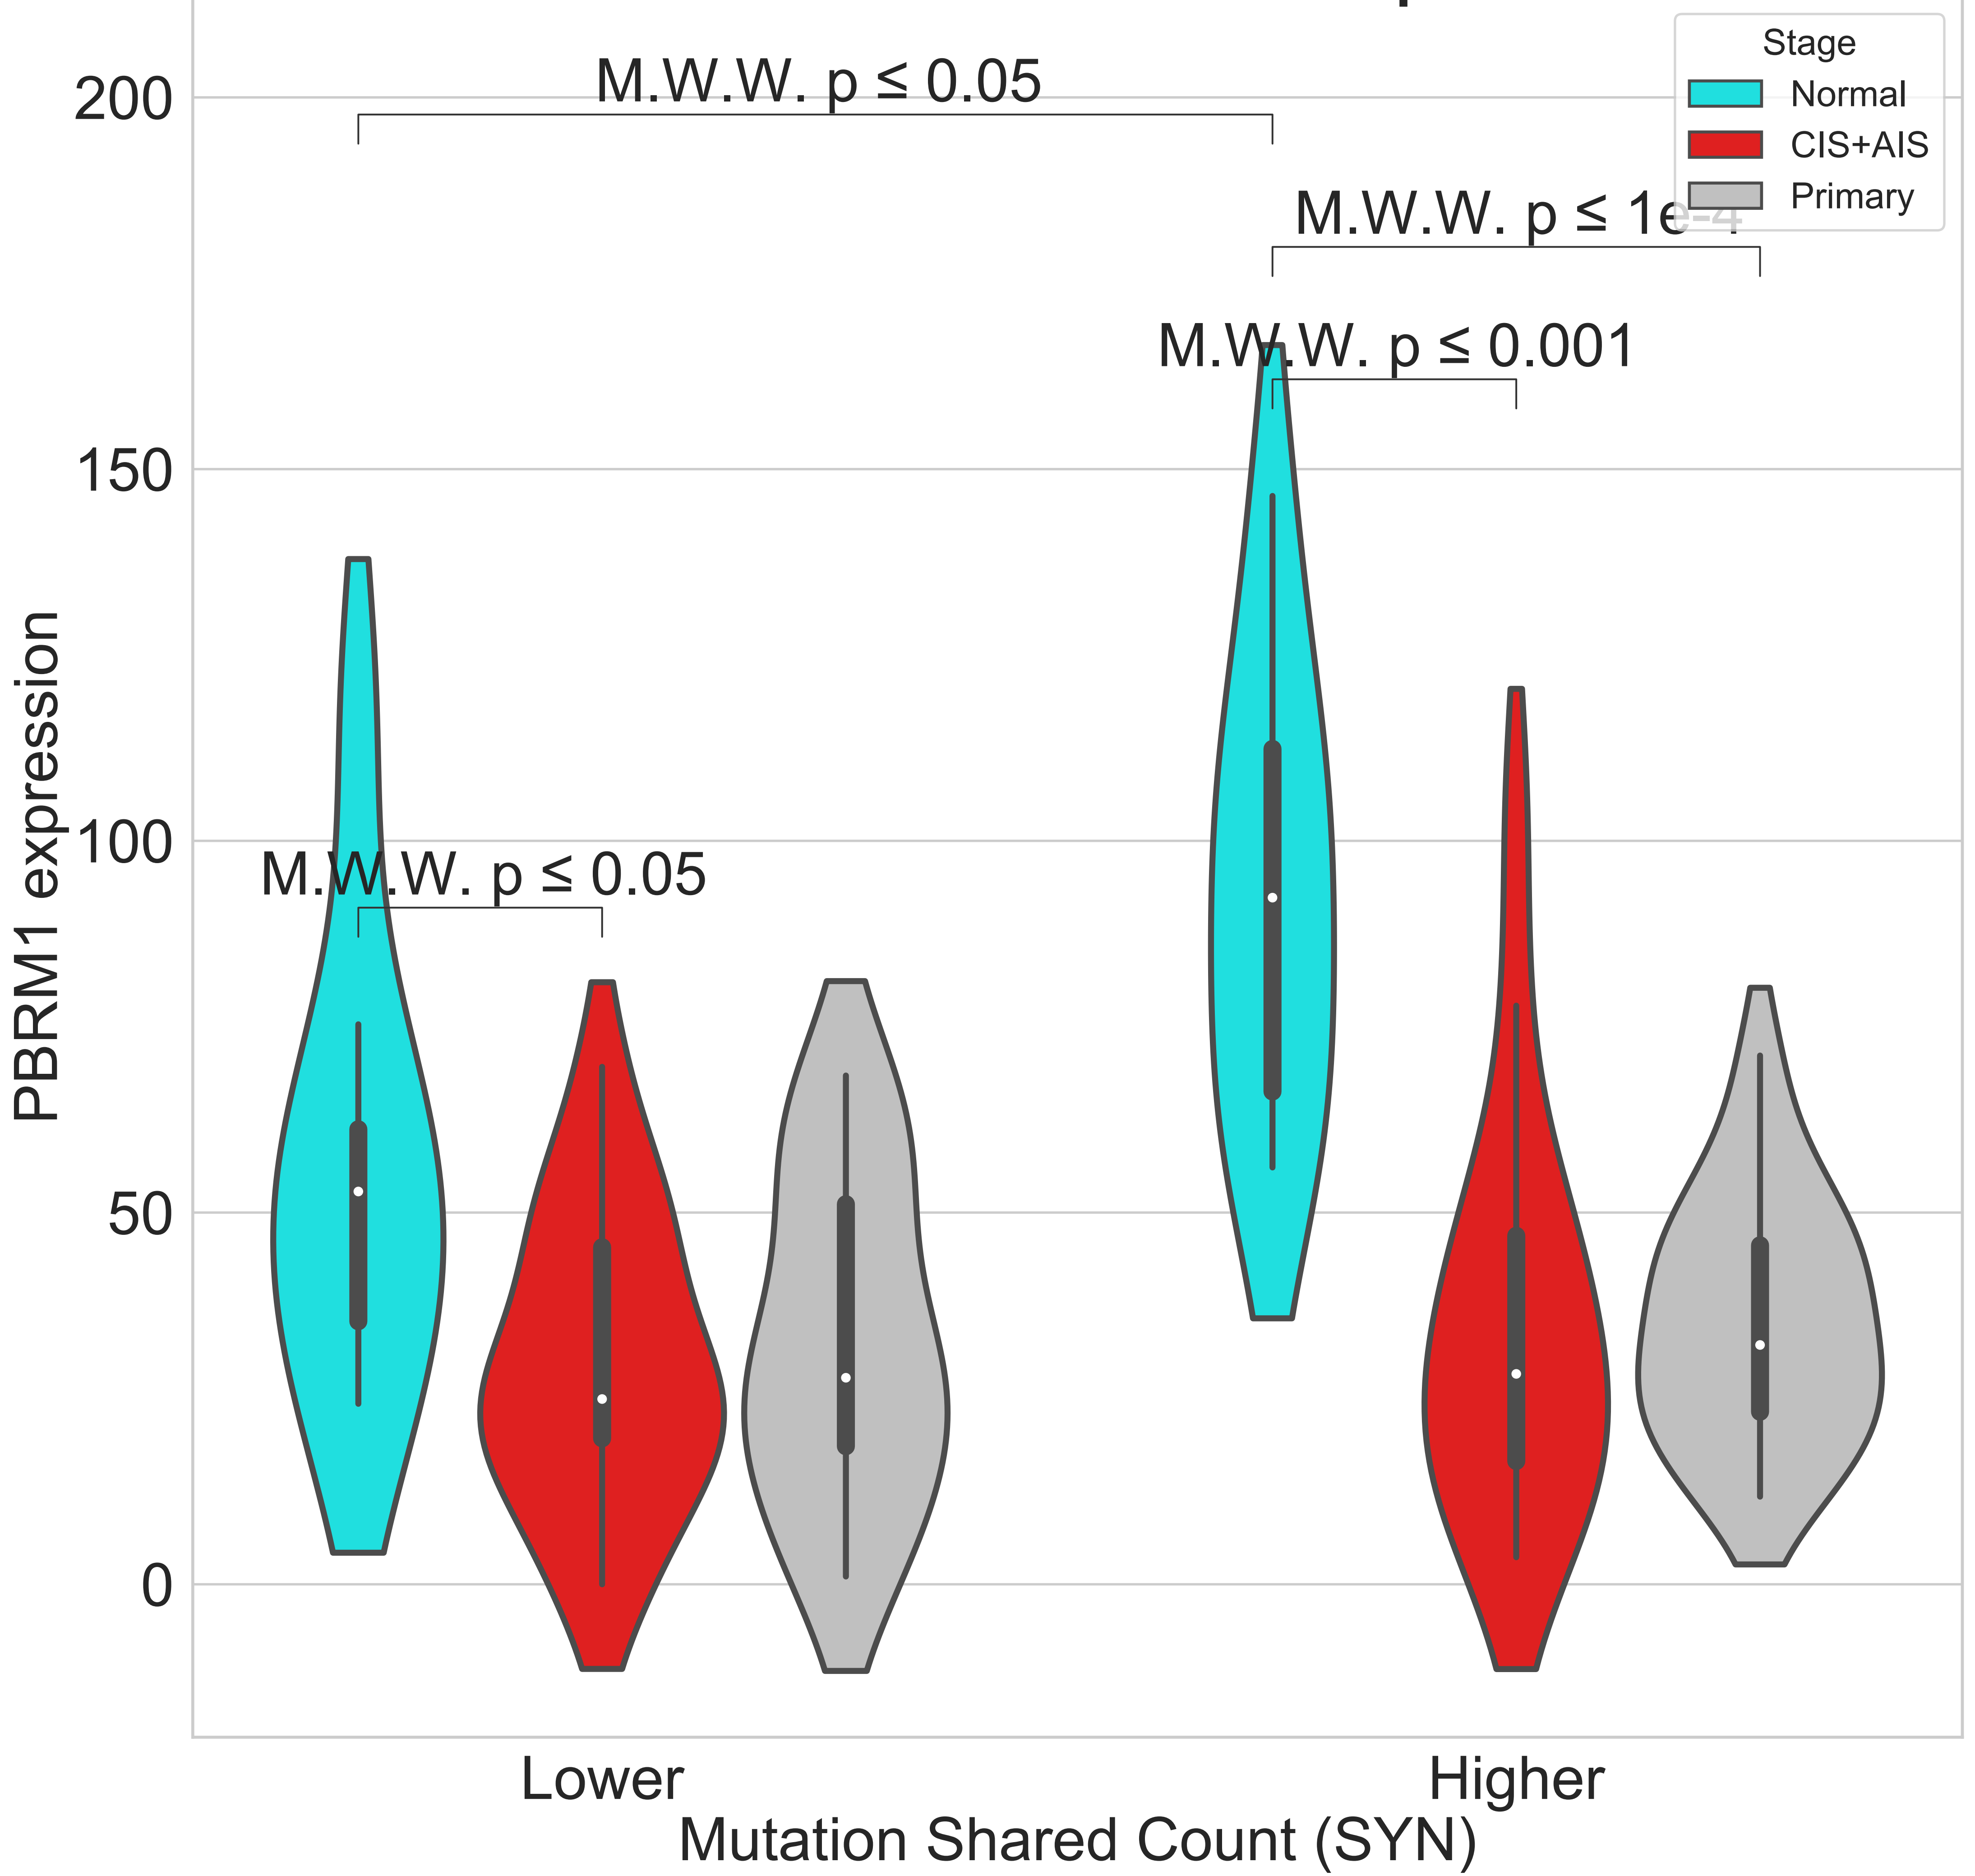 M.W.W. p ≤ 0.05
Stage
Normal
CIS+AIS
Primary
M.W.W. p ≤ 1e-4
M.W.W. p ≤ 0.001
M.W.W. p ≤ 0.05
200
150
100
50
0
PBRM1 expression
Lower
Higher
Mutation Shared Count (SYN)